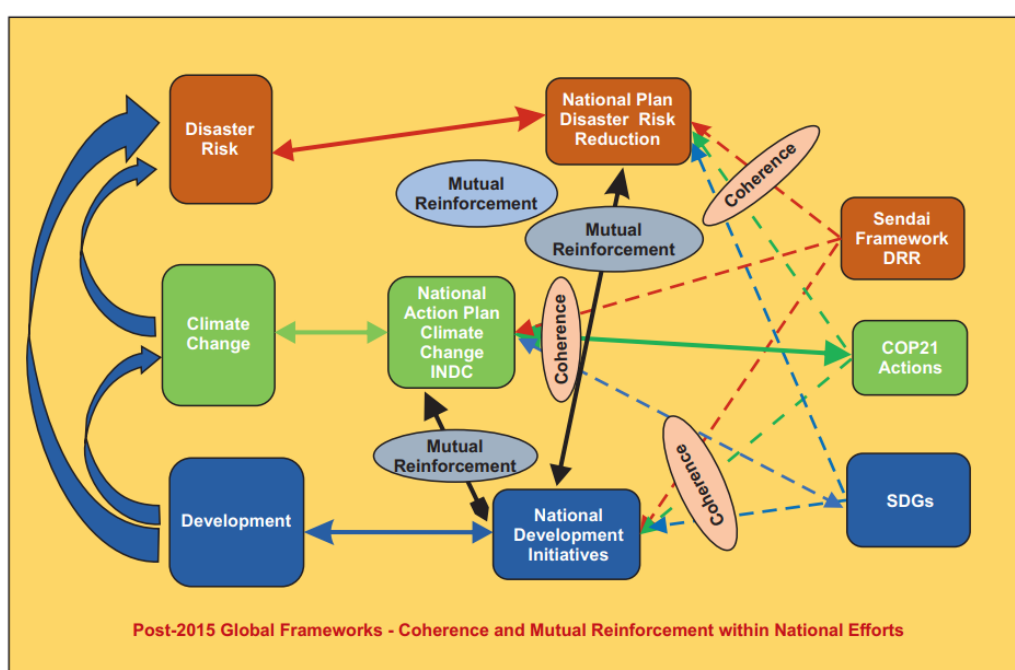 Disaster
Risk
National Plan
Disaster Risk
Reduction
Coherence
Mutual
Reinforcement
Mutual
Reinforcement
Sendai
Framework
DRR
Climate
Change
National
Action Plan
Climate
Change
INDC
Coherence
COP21
Actions
Mutual
Reinforcement
Coherence
Development
National
Development
Initiatives
SDGs
Post-2015 Global Frameworks - Coherence and Mutual Reinforcement within National Efforts